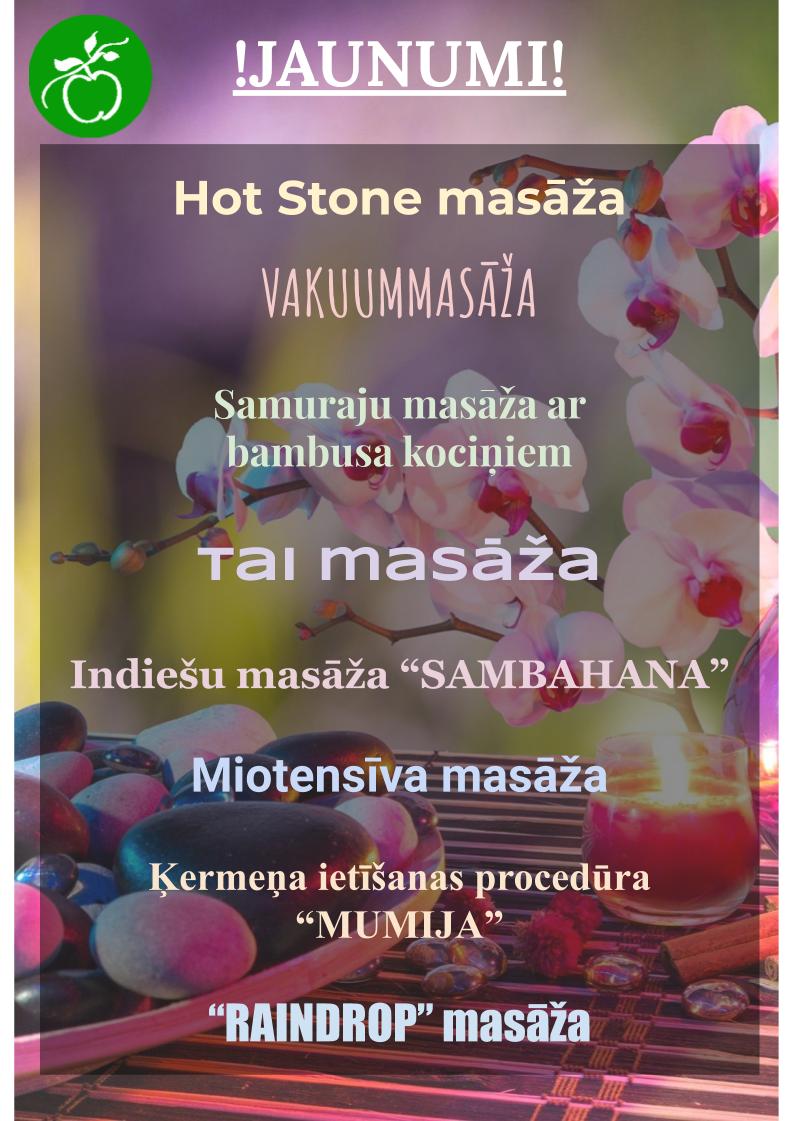 !JAUNUMI!
Hot Stone masāža
VAKUUMMASĀŽA
Samuraju masāža ar
bambusa kociņiem
Tai masāža
Indiešu masāža “SAMBAHANA”
Miotensīva masāža
Ķermeņa ietīšanas procedūra
“MUMIJA”
“RAINDROP” masāža